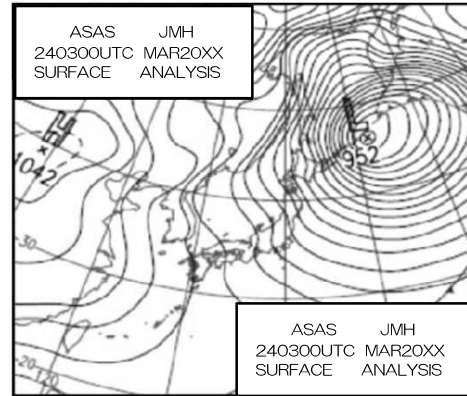 ASAS JMH
240300UTC MAR20XX
SURFACE ANALYSIS
H
1042
L
952
30
20
120
ASAS JMH
240300UTC MAR20XX
SURFACE ANALYSIS